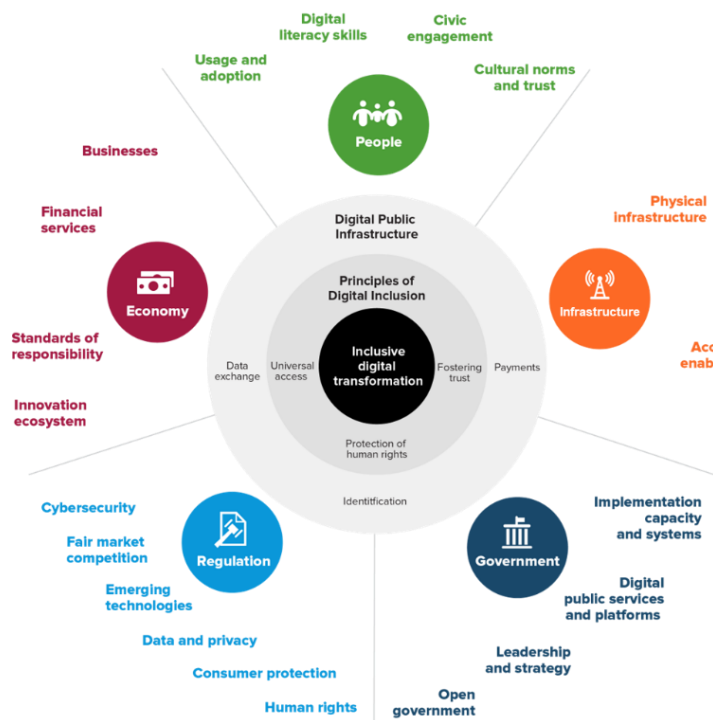 Digital
literacy skills
Civic
engagement
Usage and
adoption
Cultural norms
and trust
People
Businesses
Financial
services
Economy
Standards of
responsibility
Innovation
ecosystem
Physical
infrastructure
Infrastructure
Digital Public
Infrastructure
Principles of
Digital Inclusion
Inclusive
digital
transformation
Data
exchange
Universal
access
Fostering
trust
Payments
Protection of
human rights
Identitfication
Cybersecurity
Fair market
competition
Emerging
technologies
Data and privacy
Consumer protection
Human rights
Regulation
Government
Implementation
capacity
and systems
Digital
public services
and platforms
Leadership
and strategy
Open
government